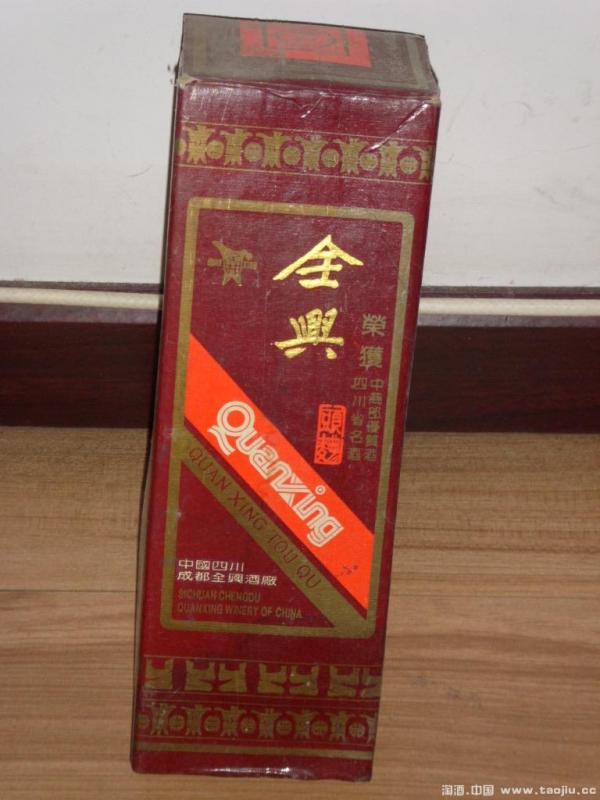 全興
榮獲
中商部優質酒
四川省名酒
頭麯
Quanxing
QUAN XING TOU QU
中國四川
成都全興酒廠
SICHUAN CHENGDU
QUANXING WINERY OF CHINA
淘酒.中国 www.taojiu.cc